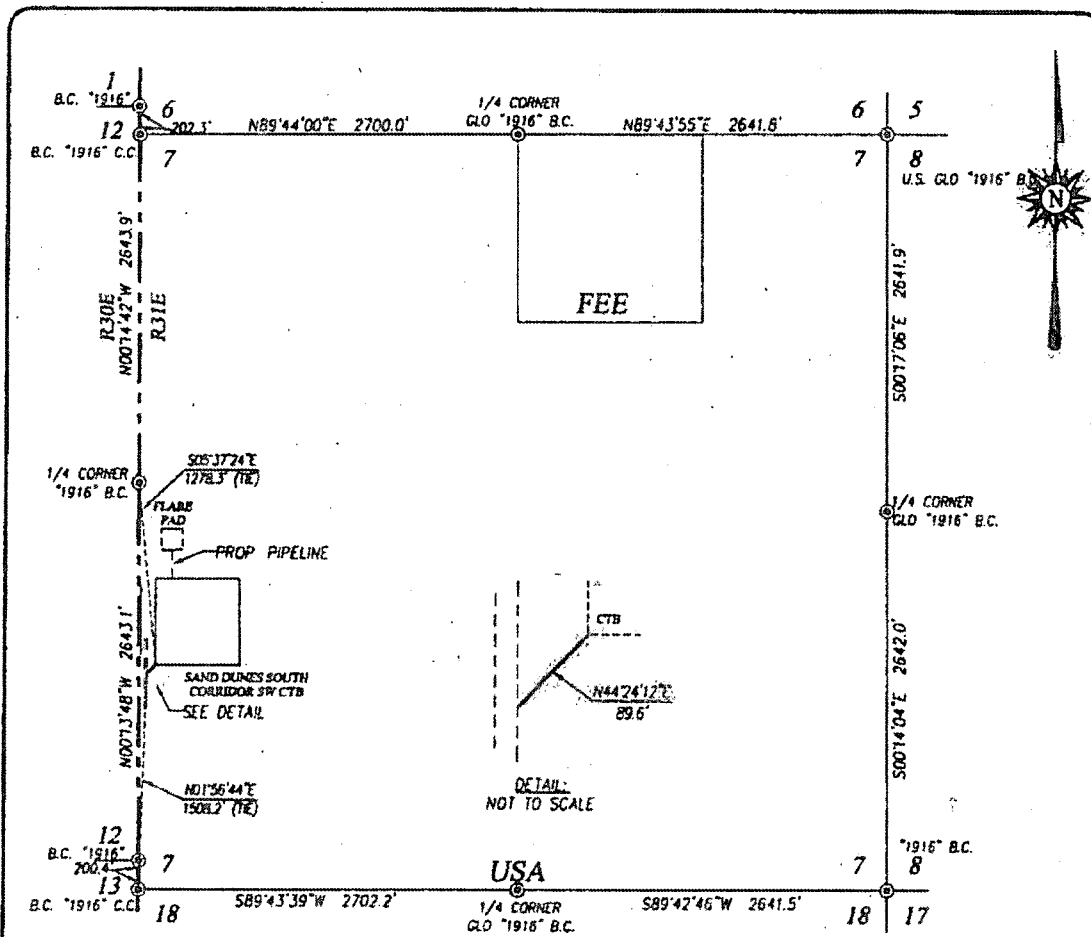 1
B.C. "1916"
6
12
202.3'
N89°44'00"E 2700.0'
1/4 CORNER
GLO "1916" B.C.
N89°43'55"E 2641.8'
6
5
B.C. "1916" C.C.
7
7
8
U.S. GLO "1916" B.C.
N
R30E
N00°14'42"W 2643.9'
R31E
FEE
S00°17'06"E 2641.9'
1/4 CORNER
"1916" B.C.
S05°37'24"E
1278.3' (TIE)
FLARE
PAD
PROP PIPELINE
1/4 CORNER
GLO "1916" B.C.
N00°13'48"W 2643.1'
SAND DUNES SOUTH
CORRIDOR SW CTB
SEE DETAIL
CTB
N44°24'12"E
89.6'
DETAIL:
NOT TO SCALE
S00°14'04"E 2642.0'
N01°56'44"E
1508.2' (TIE)
12
B.C. "1916"
7
200.4'
13
B.C. "1916" C.C.
18
S89°43'39"W 2702.2'
USA
1/4 CORNER
GLO "1916" B.C.
S89°42'46"W 2641.5'
7
8
"1916" B.C.
18
17